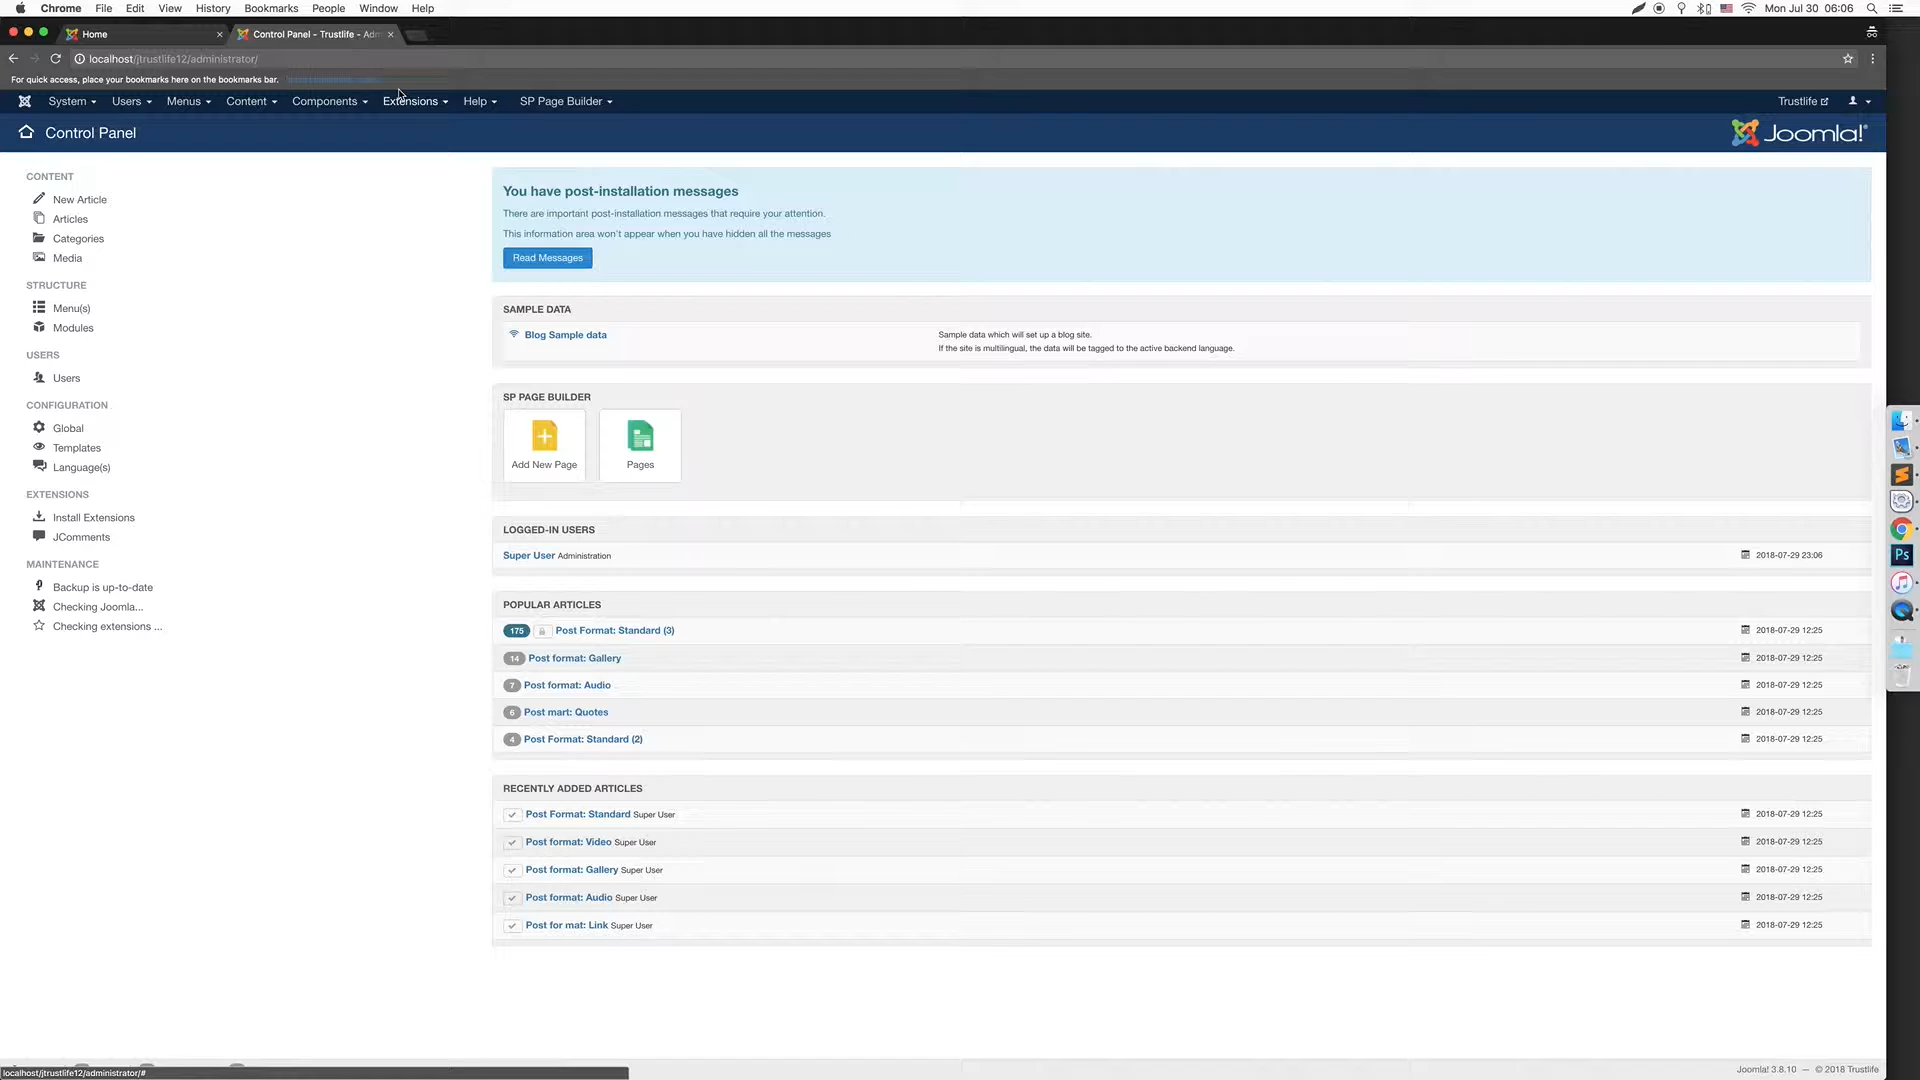 Chrome File Edit View History Bookmarks People Window Help Mon Jul 30 06:06
Home Control Panel - Trustlife - Adm
localhost/jtrustlife12/administrator/
For quick access, place your bookmarks here on the bookmarks bar.
System Users Menus Content Components Extensions Help SP Page Builder Trustlife
Control Panel Joomla!
CONTENT
New Article
Articles
Categories
Media
STRUCTURE
Menu(s)
Modules
USERS
Users
CONFIGURATION
Global
Templates
Language(s)
EXTENSIONS
Install Extensions
JComments
MAINTENANCE
Backup is up-to-date
Checking Joomla...
Checking extensions ...
You have post-installation messages
There are important post-installation messages that require your attention.
This information area won't appear when you have hidden all the messages
Read Messages
SAMPLE DATA
Blog Sample data Sample data which will set up a blog site.
If the site is multilingual, the data will be tagged to the active backend language.
SP PAGE BUILDER
Add New Page Pages
LOGGED-IN USERS
Super User Administration 2018-07-29 23:06
POPULAR ARTICLES
175 Post Format: Standard (3) 2018-07-29 12:25
14 Post format: Gallery 2018-07-29 12:25
7 Post format: Audio 2018-07-29 12:25
6 Post mart: Quotes 2018-07-29 12:25
4 Post Format: Standard (2) 2018-07-29 12:25
RECENTLY ADDED ARTICLES
Post Format: Standard Super User 2018-07-29 12:25
Post format: Video Super User 2018-07-29 12:25
Post format: Gallery Super User 2018-07-29 12:25
Post format: Audio Super User 2018-07-29 12:25
Post for mat: Link Super User 2018-07-29 12:25
Ps
localhost/jtrustlife12/administrator/#
Joomla! 3.8.10 — © 2018 Trustlife